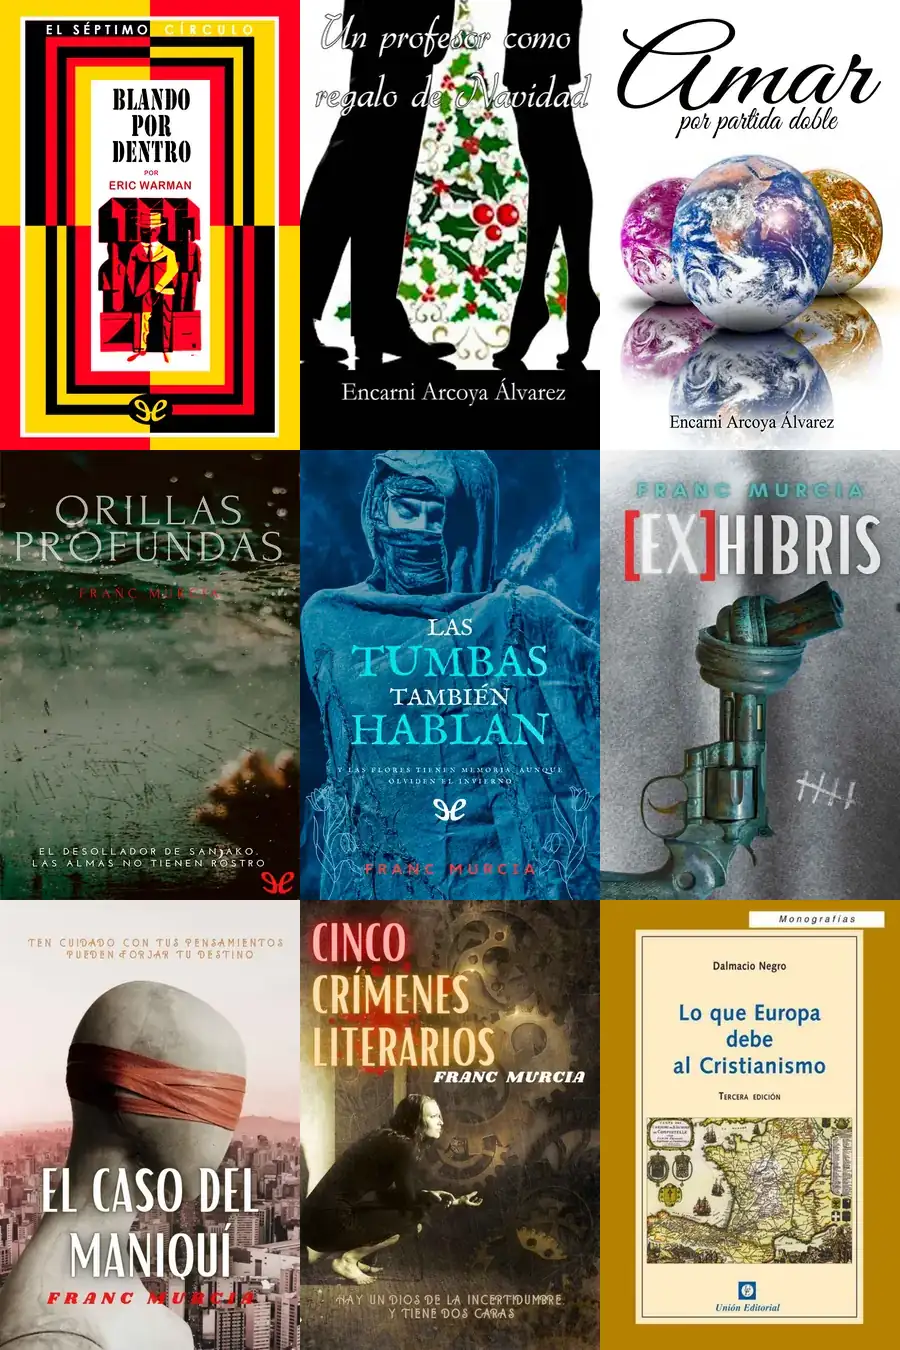 EL SÉPTIMO CÍRCULO
BLANDO
POR
DENTRO
POR
ERIC WARMAN
Un profesor como
regalo de Navidad
Encarni Arcoya Álvarez
Amar
por partida doble
Encarni Arcoya Álvarez
ORILLAS
PROFUNDAS
FRANC MURCIA
EL DESOLLADOR DE SANJAKO.
LAS ALMAS NO TIENEN ROSTRO
LAS
TUMBAS
TAMBIÉN
HABLAN
Y LAS FLORES TIENEN MEMORIA, AUNQUE
OLVIDEN EL INVIERNO
FRANC MURCIA
FRANC MURCIA
[EX]HIBRIS
TEN CUIDADO CON TUS PENSAMIENTOS
PUEDEN FORJAR TU DESTINO
EL CASO DEL
MANIQUÍ
FRANC MURCIA
CINCO
CRÍMENES
LITERARIOS
FRANC MURCIA
HAY UN DIOS DE LA INCERTIDUMBRE
Y TIENE DOS CARAS
Monografías
Dalmacio Negro
Lo que Europa
debe
al Cristianismo
TERCERA EDICIÓN
Unión Editorial